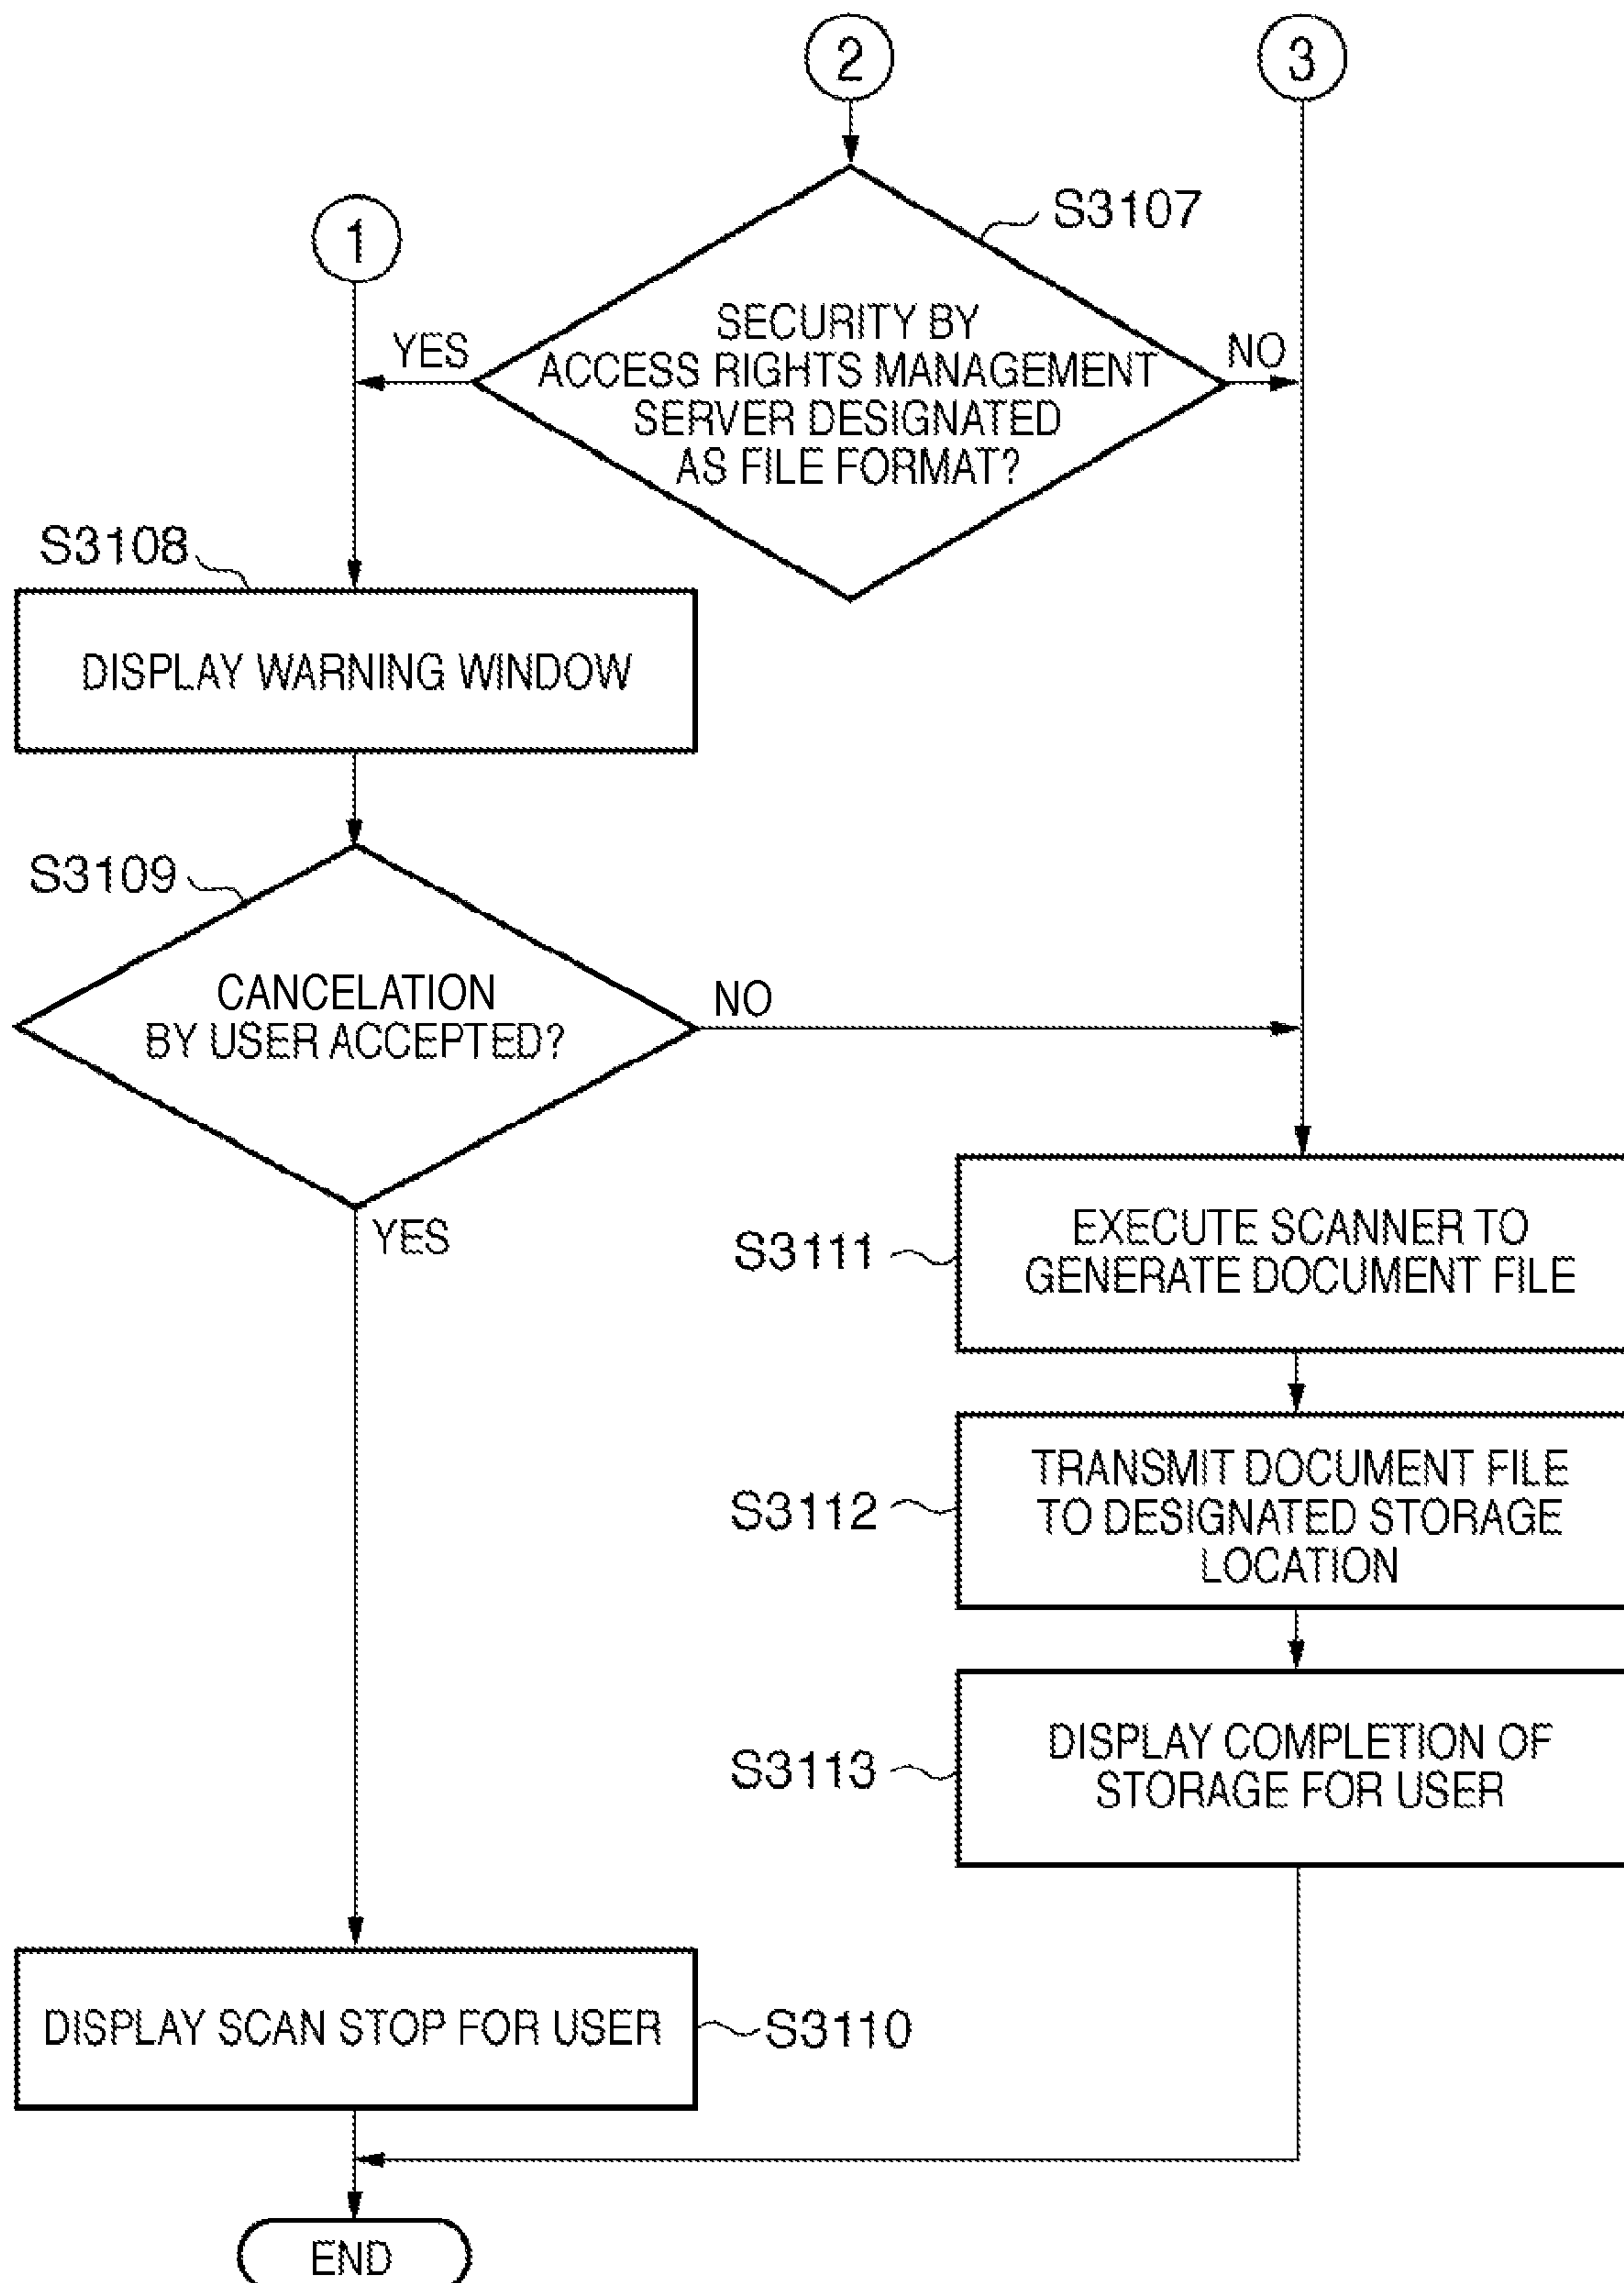 2
3
1
S3107
SECURITY BY
ACCESS RIGHTS MANAGEMENT
SERVER DESIGNATED
AS FILE FORMAT?
YES
NO
S3108
DISPLAY WARNING WINDOW
S3109
CANCELATION
BY USER ACCEPTED?
NO
YES
S3111
EXECUTE SCANNER TO
GENERATE DOCUMENT FILE
S3112
TRANSMIT DOCUMENT FILE
TO DESIGNATED STORAGE
LOCATION
S3113
DISPLAY COMPLETION OF
STORAGE FOR USER
DISPLAY SCAN STOP FOR USER
S3110
END